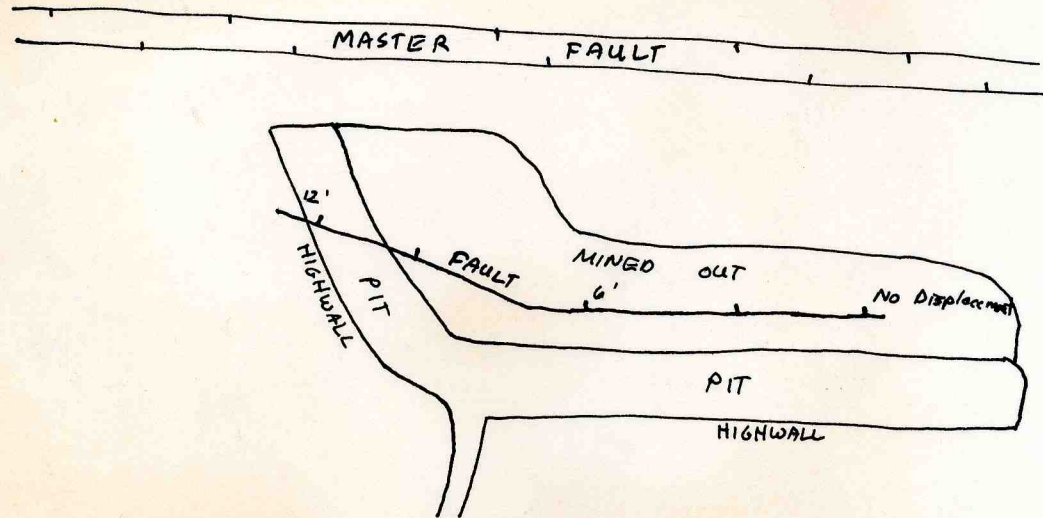 MASTER FAULT
12'
FAULT
MINED OUT
HIGHWALL
PIT
6'
No Displacement
PIT
HIGHWALL